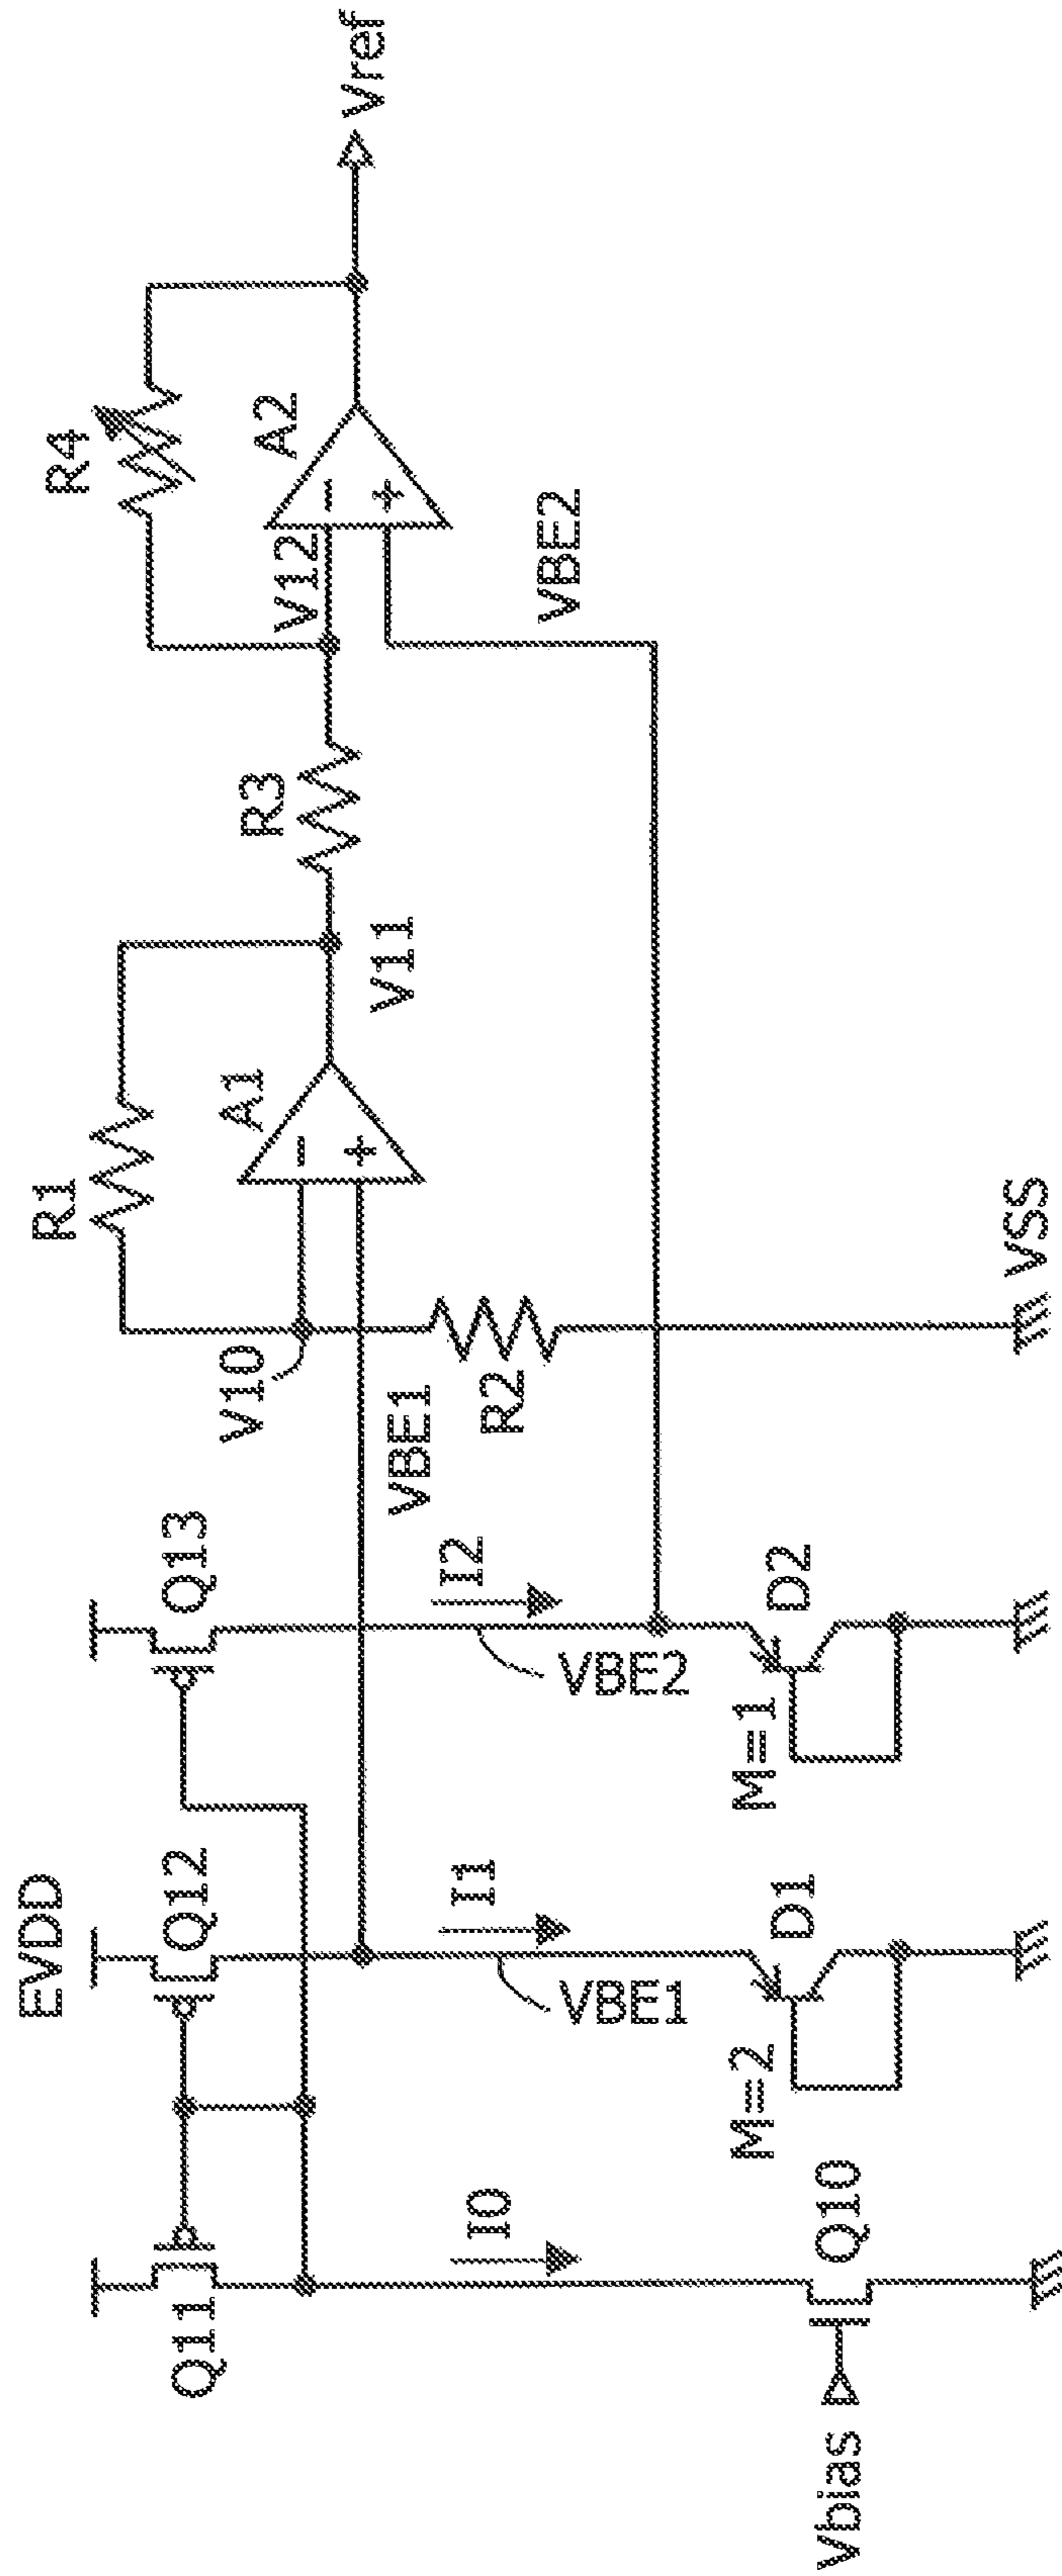 EVDD
Q11
Q12
Q13
V10
R1
A1
−
+
V11
R3
R4
V12
A2
−
+
Vref
I0
I1
I2
VBE1
VBE2
VBE1
R2
VBE2
M=2
D1
M=1
D2
Vbias
Q10
VSS